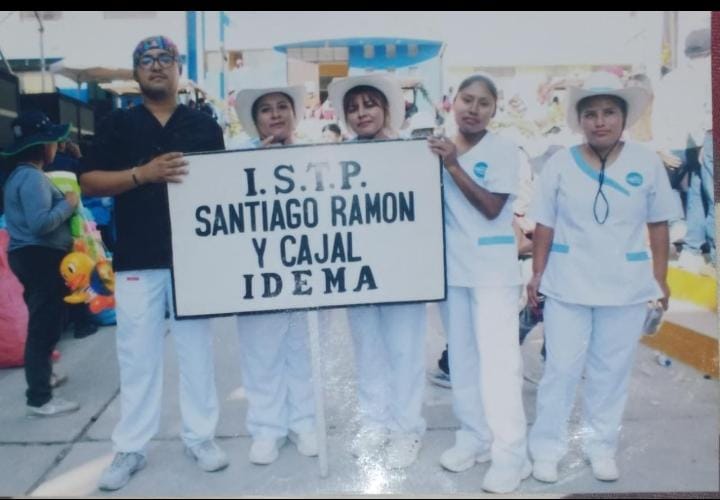 I.S.T.P.
SANTIAGO RAMON
Y CAJAL
IDEMA